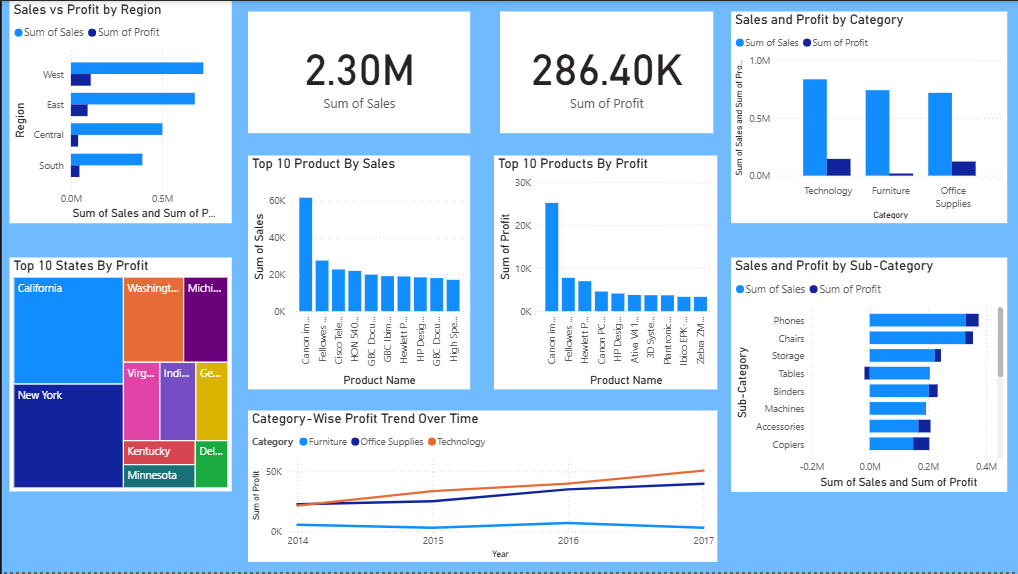 Sales vs Profit by Region
Sum of Sales Sum of Profit
Region
West
East
Central
South
0.0M 0.5M
Sum of Sales and Sum of P...
2.30M
Sum of Sales
286.40K
Sum of Profit
Sales and Profit by Category
Sum of Sales Sum of Profit
Sum of Sales and Sum of Pro...
1.0M
0.5M
0.0M
Technology Furniture Office
Supplies
Category
Top 10 Product By Sales
Sum of Sales
60K
40K
20K
0K
Canon im...
Fellowes ...
Cisco Tele...
HON 540...
GBC Docu...
GBC Ibim...
Hewlett P...
HP Desig...
GBC Docu...
High Spe...
Product Name
Top 10 Products By Profit
Sum of Profit
30K
20K
10K
0K
Canon im...
Fellowes ...
Hewlett P...
Canon PC...
HP Desig...
Ativa V41...
3D Syste...
Plantronic...
Ibico EPK-...
Zebra ZM...
Product Name
Top 10 States By Profit
California
New York
Washingt...
Michi...
Virg...
Indi...
Ge...
Kentucky
Minnesota
Del...
Category-Wise Profit Trend Over Time
Category Furniture Office Supplies Technology
Sum of Profit
50K
0K
2014 2015 2016 2017
Year
Sales and Profit by Sub-Category
Sum of Sales Sum of Profit
Sub-Category
Phones
Chairs
Storage
Tables
Binders
Machines
Accessories
Copiers
-0.2M 0.0M 0.2M 0.4M
Sum of Sales and Sum of Profit